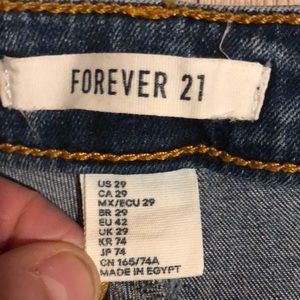 FOREVER 21
US 29
CA 29
MX/ECU 29
BR 29
EU 42
UK 29
KR 74
JP 74
CN 165/74A
MADE IN EGYPT